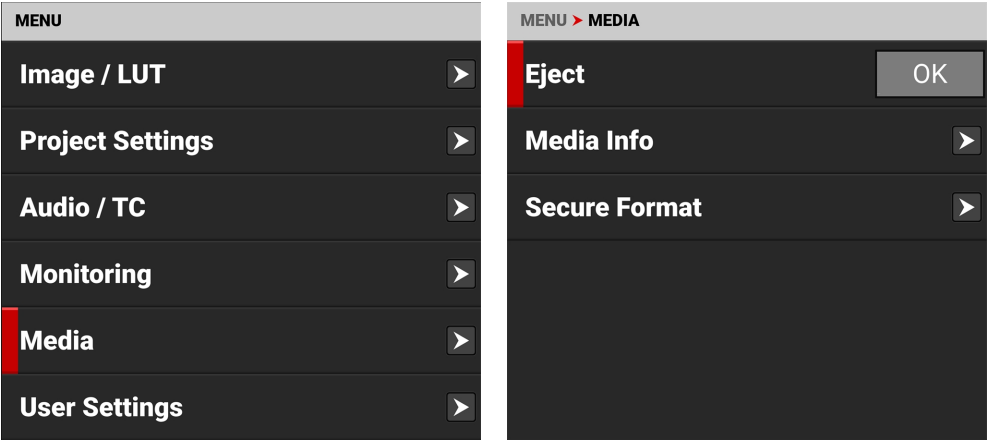 MENU
Image / LUT
Project Settings
Audio / TC
Monitoring
Media
User Settings
MENU ➤ MEDIA
Eject OK
Media Info
Secure Format